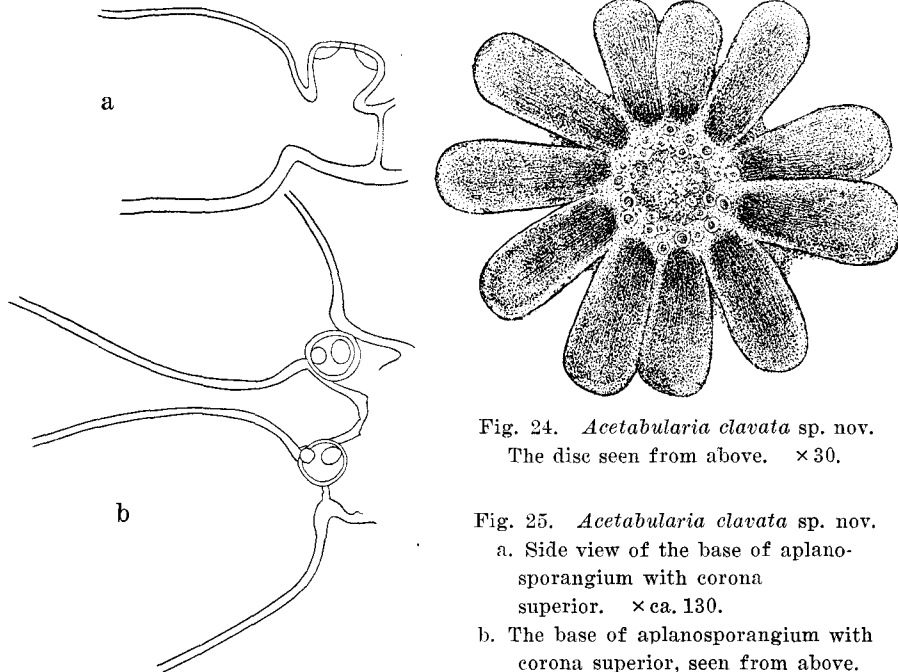 a
b
Fig. 24. Acetabularia clavata sp. nov.
The disc seen from above. × 30.
Fig. 25. Acetabularia clavata sp. nov.
a. Side view of the base of aplano-
sporangium with corona
superior. × ca. 130.
b. The base of aplanosporangium with
corona superior, seen from above.